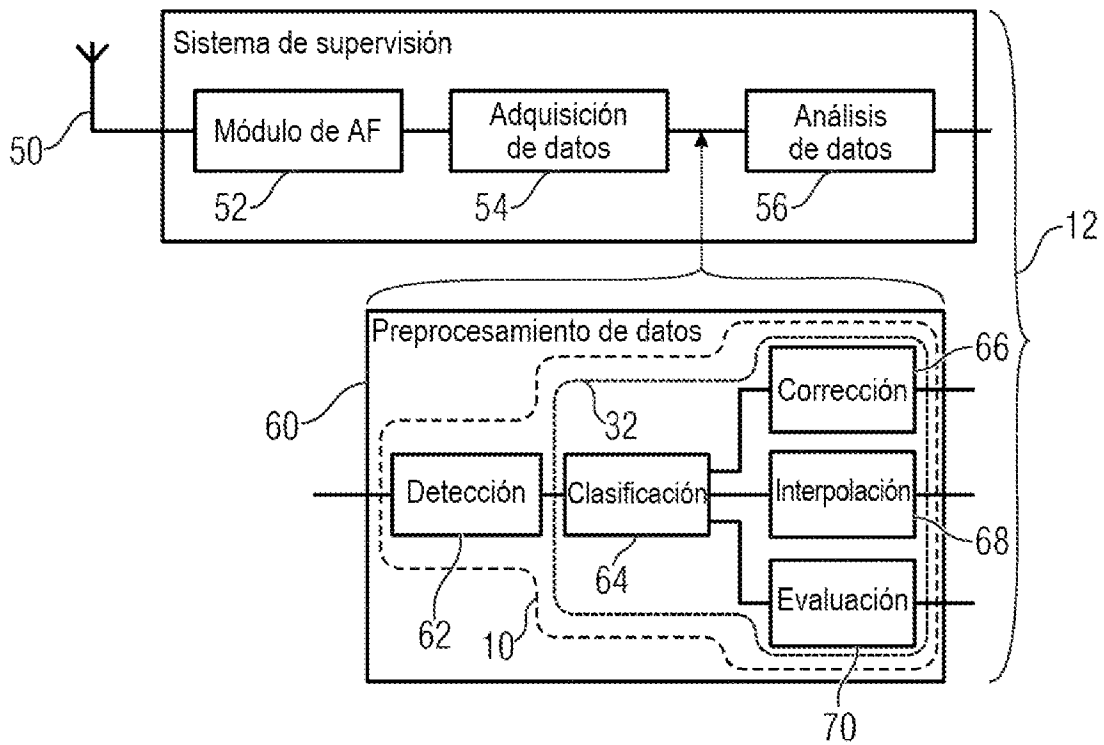 Sistema de supervisión
Módulo de AF
Adquisición
de datos
Análisis
de datos
50
52
54
56
12
Preprocesamiento de datos
66
Corrección
60
32
Detección
Clasificación
Interpolación
68
62
64
10
Evaluación
70